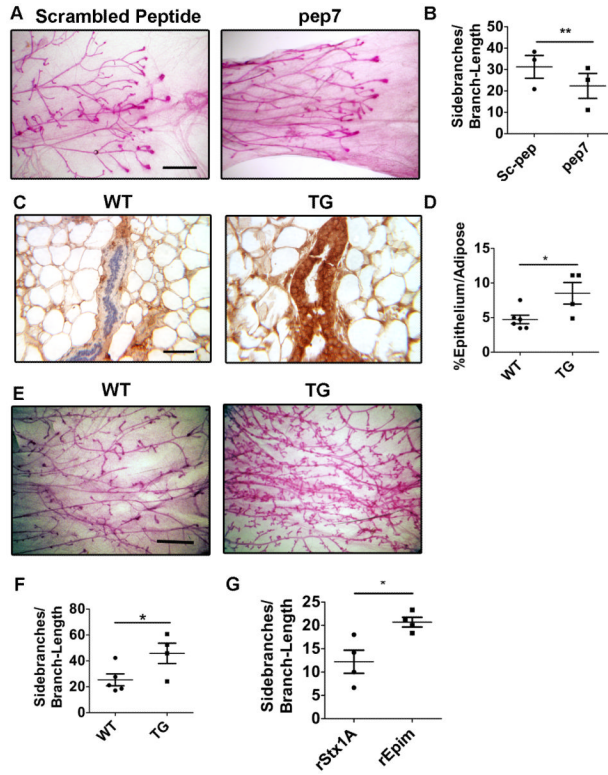 A
Scrambled Peptide
pep7
B
Sidebranches/
Branch-Length
50
40
30
20
10
0
**
Sc-pep
pep7
C
WT
TG
D
%Epithelium/Adipose
15
10
5
0
*
WT
TG
E
WT
TG
F
Sidebranches/
Branch-Length
80
60
40
20
0
*
WT
TG
G
Sidebranches/
Branch-Length
25
20
15
10
5
0
*
rStx1A
rEpim